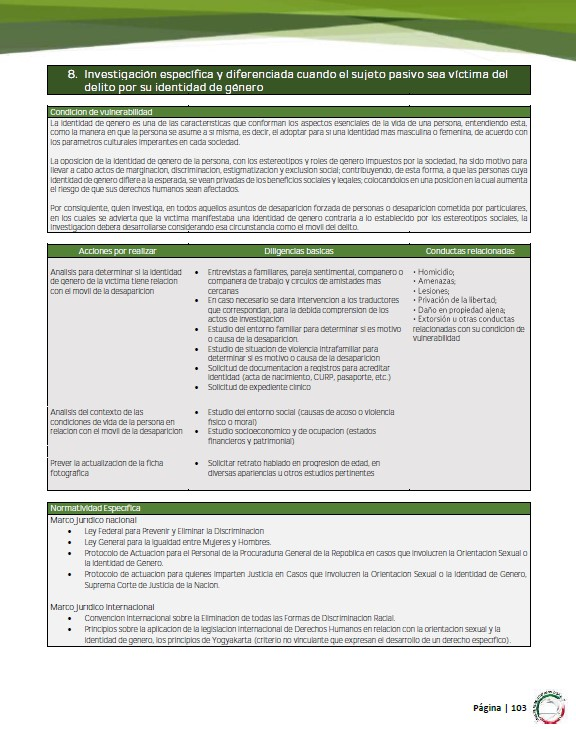 8. Investigación específica y diferenciada cuando el sujeto pasivo sea víctima del
delito por su identidad de género
Condicion de vulnerabilidad
La identidad de genero es una de las caracteristicas que conforman los aspectos esenciales de la vida de una persona, entendiendo esta,
como la manera en que la persona se asume a si misma, es decir, el adoptar para si una identidad mas masculina o femenina, de acuerdo con
los parametros culturales imperantes en cada sociedad.
La oposicion de la identidad de genero de la persona, con los estereotipos y roles de genero impuestos por la sociedad, ha sido motivo para
llevar a cabo actos de marginacion, discriminacion, estigmatizacion y exclusion social; contribuyendo, de esta forma, a que las personas cuya
identidad de genero difiere a la esperada, se vean privadas de los beneficios sociales y legales; colocandolos en una posicion en la cual aumenta
el riesgo de que sus derechos humanos sean afectados.
Por consiguiente, quien investiga, en todos aquellos asuntos de desaparicion forzada de personas o desaparicion cometida por particulares,
en los cuales se advierta que la victima manifestaba una identidad de genero contraria a lo establecido por los estereotipos sociales, la
investigacion debera desarrollarse considerando esa circunstancia como el movil del delito.
Acciones por realizar
Diligencias basicas
Conductas relacionadas
Analisis para determinar si la identidad
de genero de la victima tiene relacion
con el movil de la desaparicion
• Entrevistas a familiares, pareja sentimental, companero o
companera de trabajo y circulos de amistades mas
cercanas
• En caso necesario se dara intervencion a los traductores
que correspondan, para la debida comprension de los
actos de investigacion
• Estudio del entorno familiar para determinar si es motivo
o causa de la desaparicion.
• Estudio de situacion de violencia intrafamiliar para
determinar si es motivo o causa de la desaparicion
• Solicitud de documentacion a registros para acreditar
identidad (acta de nacimiento, CURP, pasaporte, etc.)
• Solicitud de expediente clinico
• Homicidio;
• Amenazas;
• Lesiones;
• Privación de la libertad;
• Daño en propiedad ajena;
• Extorsión u otras conductas
relacionadas con su condición de
vulnerabilidad
Analisis del contexto de las
condiciones de vida de la persona en
relacion con el movil de la desaparicion
• Estudio del entorno social (causas de acoso o violencia
fisico o moral)
• Estudio socioeconomico y de ocupacion (estados
financieros y patrimonial)
Prever la actualizacion de la ficha
fotografica
• Solicitar retrato hablado en progresion de edad, en
diversas apariencias u otros estudios pertinentes
Normatividad Especifica
Marco Juridico nacional
• Ley Federal para Prevenir y Eliminar la Discriminacion
• Ley General para la Igualdad entre Mujeres y Hombres.
• Protocolo de Actuacion para el Personal de la Procuraduria General de la Republica en casos que involucren la Orientacion Sexual o
la Identidad de Genero.
• Protocolo de actuacion para quienes imparten Justicia en Casos que involucren la Orientacion Sexual o la Identidad de Genero,
Suprema Corte de Justicia de la Nacion.
Marco Juridico Internacional
• Convencion Internacional sobre la Eliminacion de todas las Formas de Discriminacion Racial.
• Principios sobre la aplicacion de la legislacion internacional de Derechos Humanos en relacion con la orientacion sexual y la
identidad de genero, los principios de Yogyakarta (criterio no vinculante que expresan el desarrollo de un derecho especifico).
Página | 103